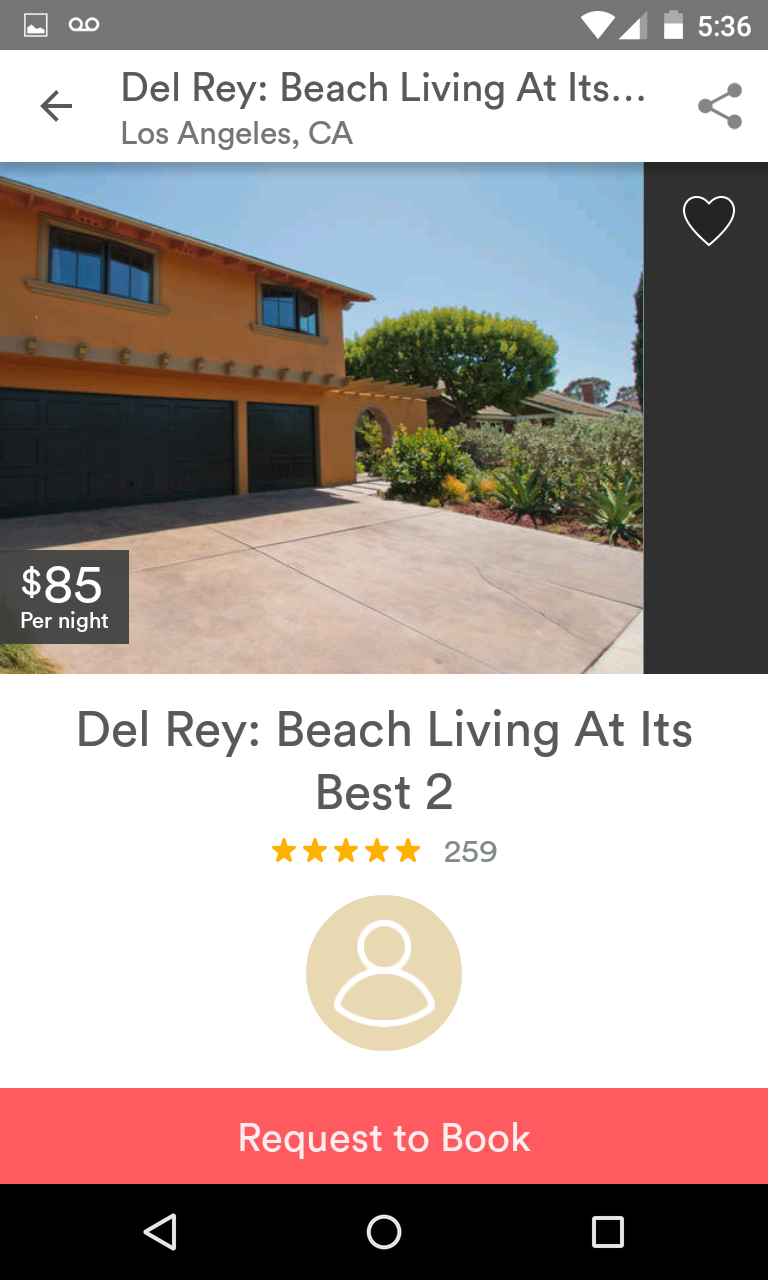 5:36
Del Rey: Beach Living At Its...
Los Angeles, CA
$85
Per night
Del Rey: Beach Living At Its
Best 2
259
Request to Book